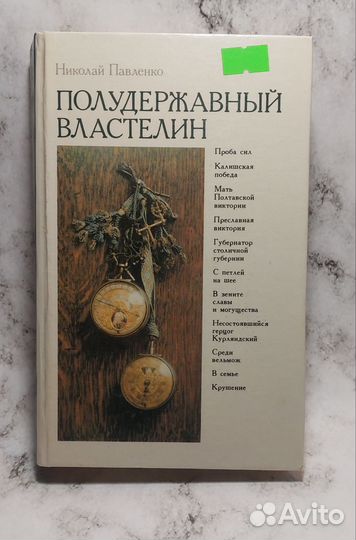 Николай Павленко
ПОЛУДЕРЖАВНЫЙ
ВЛАСТЕЛИН
Проба сил
Калишская
победа
Мать
Полтавской
виктории
Преславная
виктория
Губернатор
столичной
губернии
С петлей
на шее
В зените
славы
и могущества
Несостоявшийся
герцог
Курляндский
Среди
вельмож
В семье
Крушение
Avito